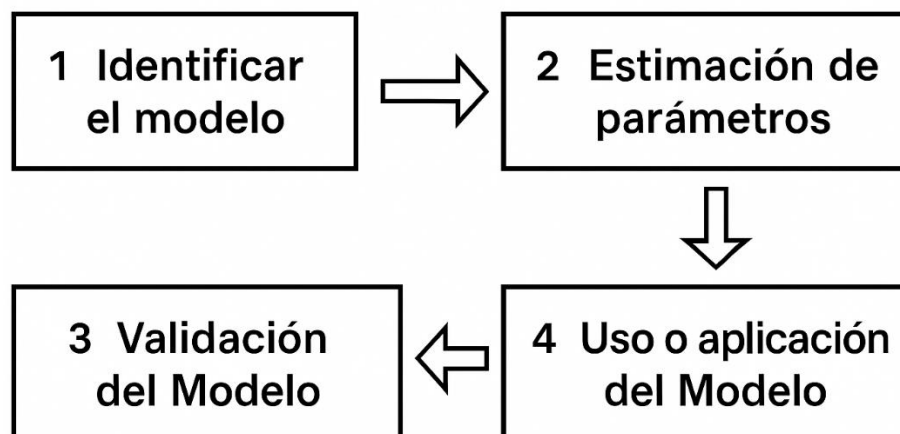 1 Identificar
el modelo
2 Estimación de
parámetros
3 Validación
del Modelo
4 Uso o aplicación
del Modelo